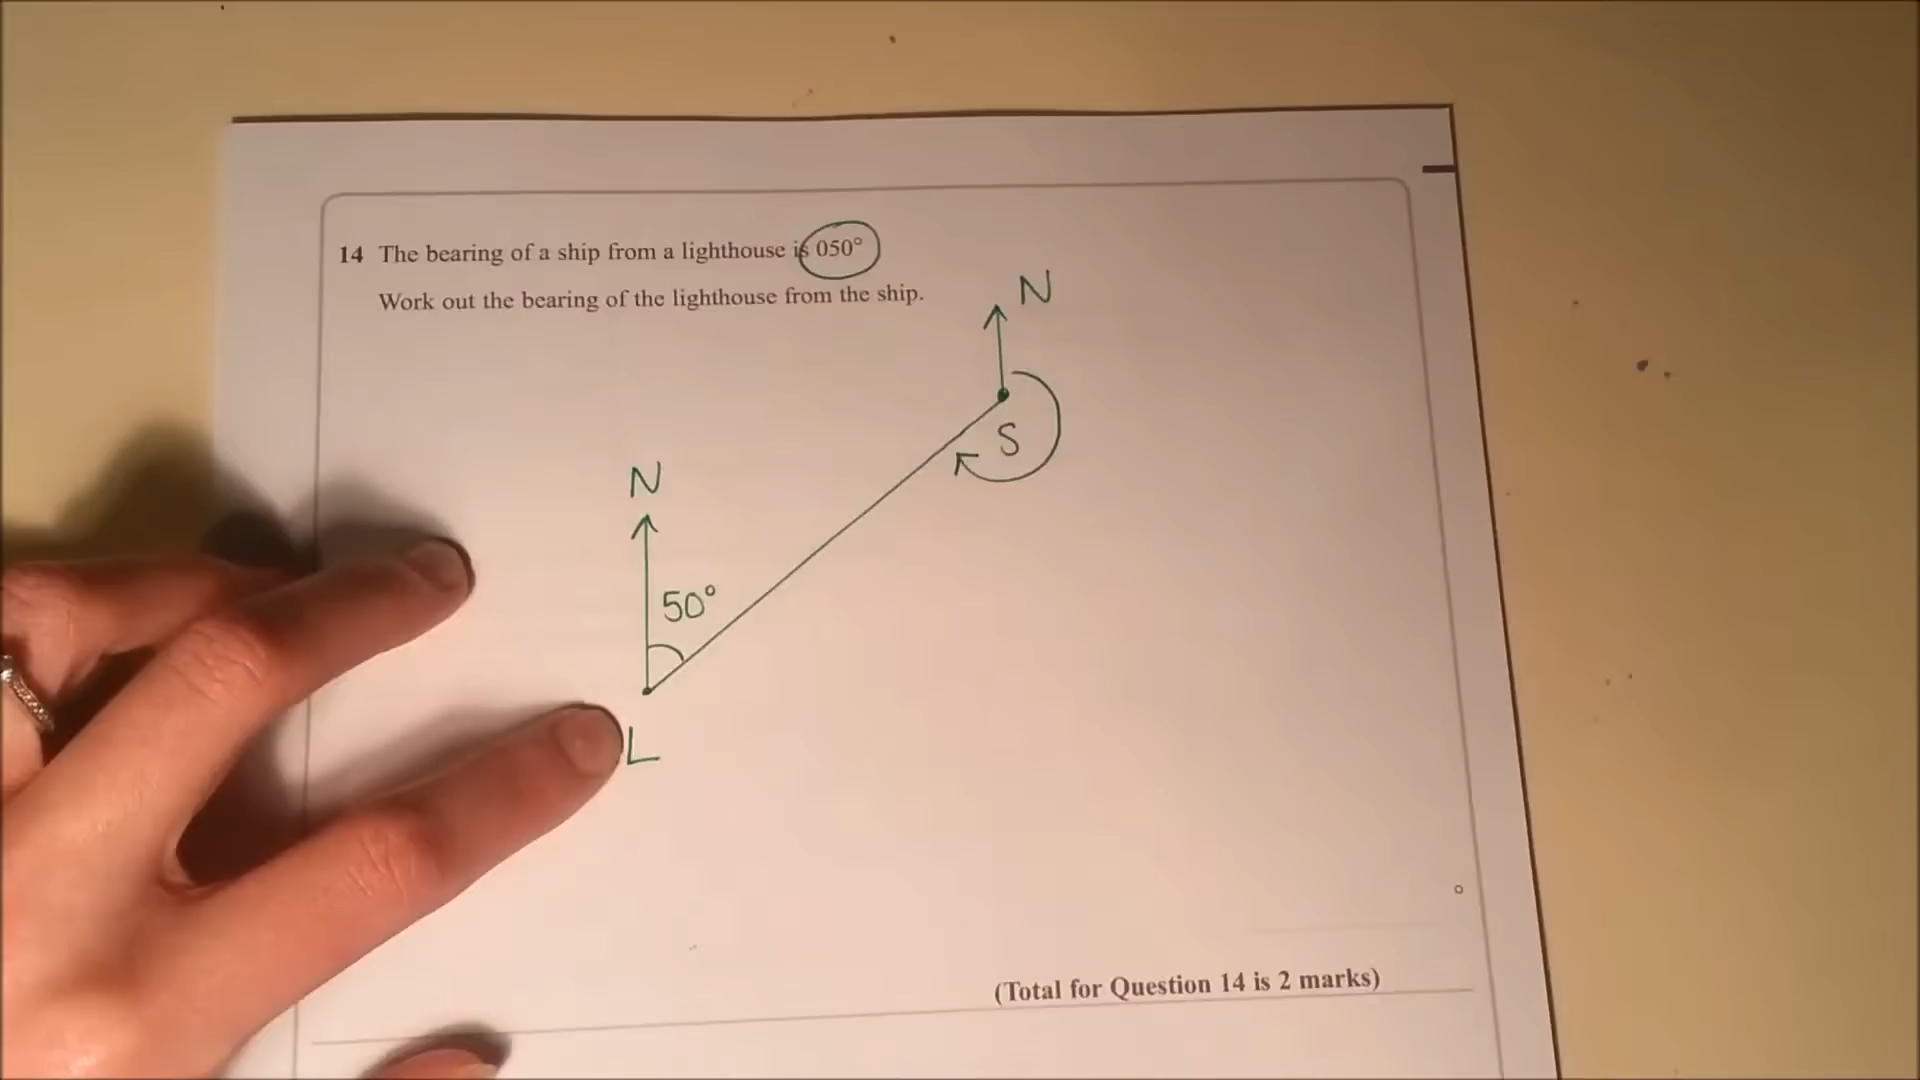 14 The bearing of a ship from a lighthouse is 050°
Work out the bearing of the lighthouse from the ship.
N
S
N
50°
L
°
(Total for Question 14 is 2 marks)